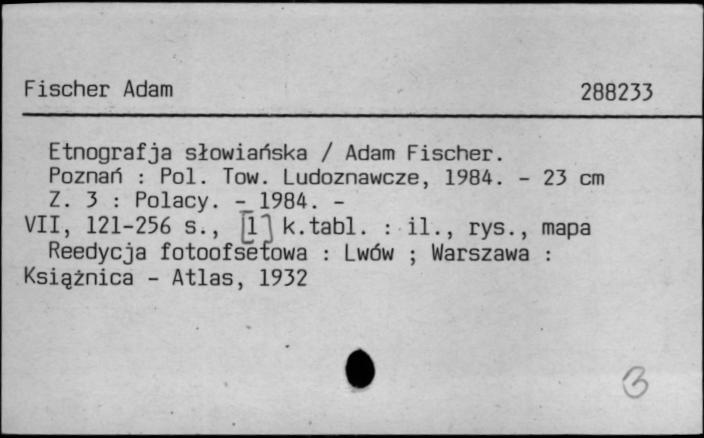 Fischer Adam 288233
Etnografja słowiańska / Adam Fischer.
Poznań : Pol. Tow. Ludoznawcze, 1984. - 23 cm
Z. 3 : Polacy. - 1984. -
VII, 121-256 s., [1] k.tabl. : il., rys., mapa
Reedycja fotoofsetowa : Lwów ; Warszawa :
Książnica - Atlas, 1932
3